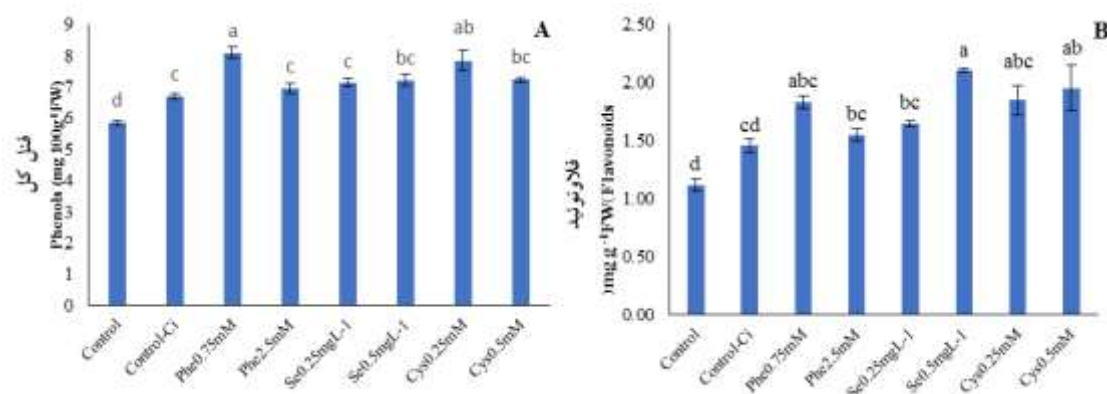 A
فنل کل
Phenols (mg 100g⁻¹FW)
9
8
7
6
5
4
3
2
1
0
d
c
a
c
c
bc
ab
bc
Control
Control-Ci
Phe0.75mM
Phe2.5mM
Se0.25mgL-1
Se0.5mgL-1
Cys0.25mM
Cys0.5mM
B
فلاونوئید
)mg g⁻¹FW(Flavonoids
2.50
2.00
1.50
1.00
0.50
0.00
d
cd
abc
bc
bc
a
abc
ab
Control
Control-Ci
Phe0.75mM
Phe2.5mM
Se0.25mgL-1
Se0.5mgL-1
Cys0.25mM
Cys0.5mM